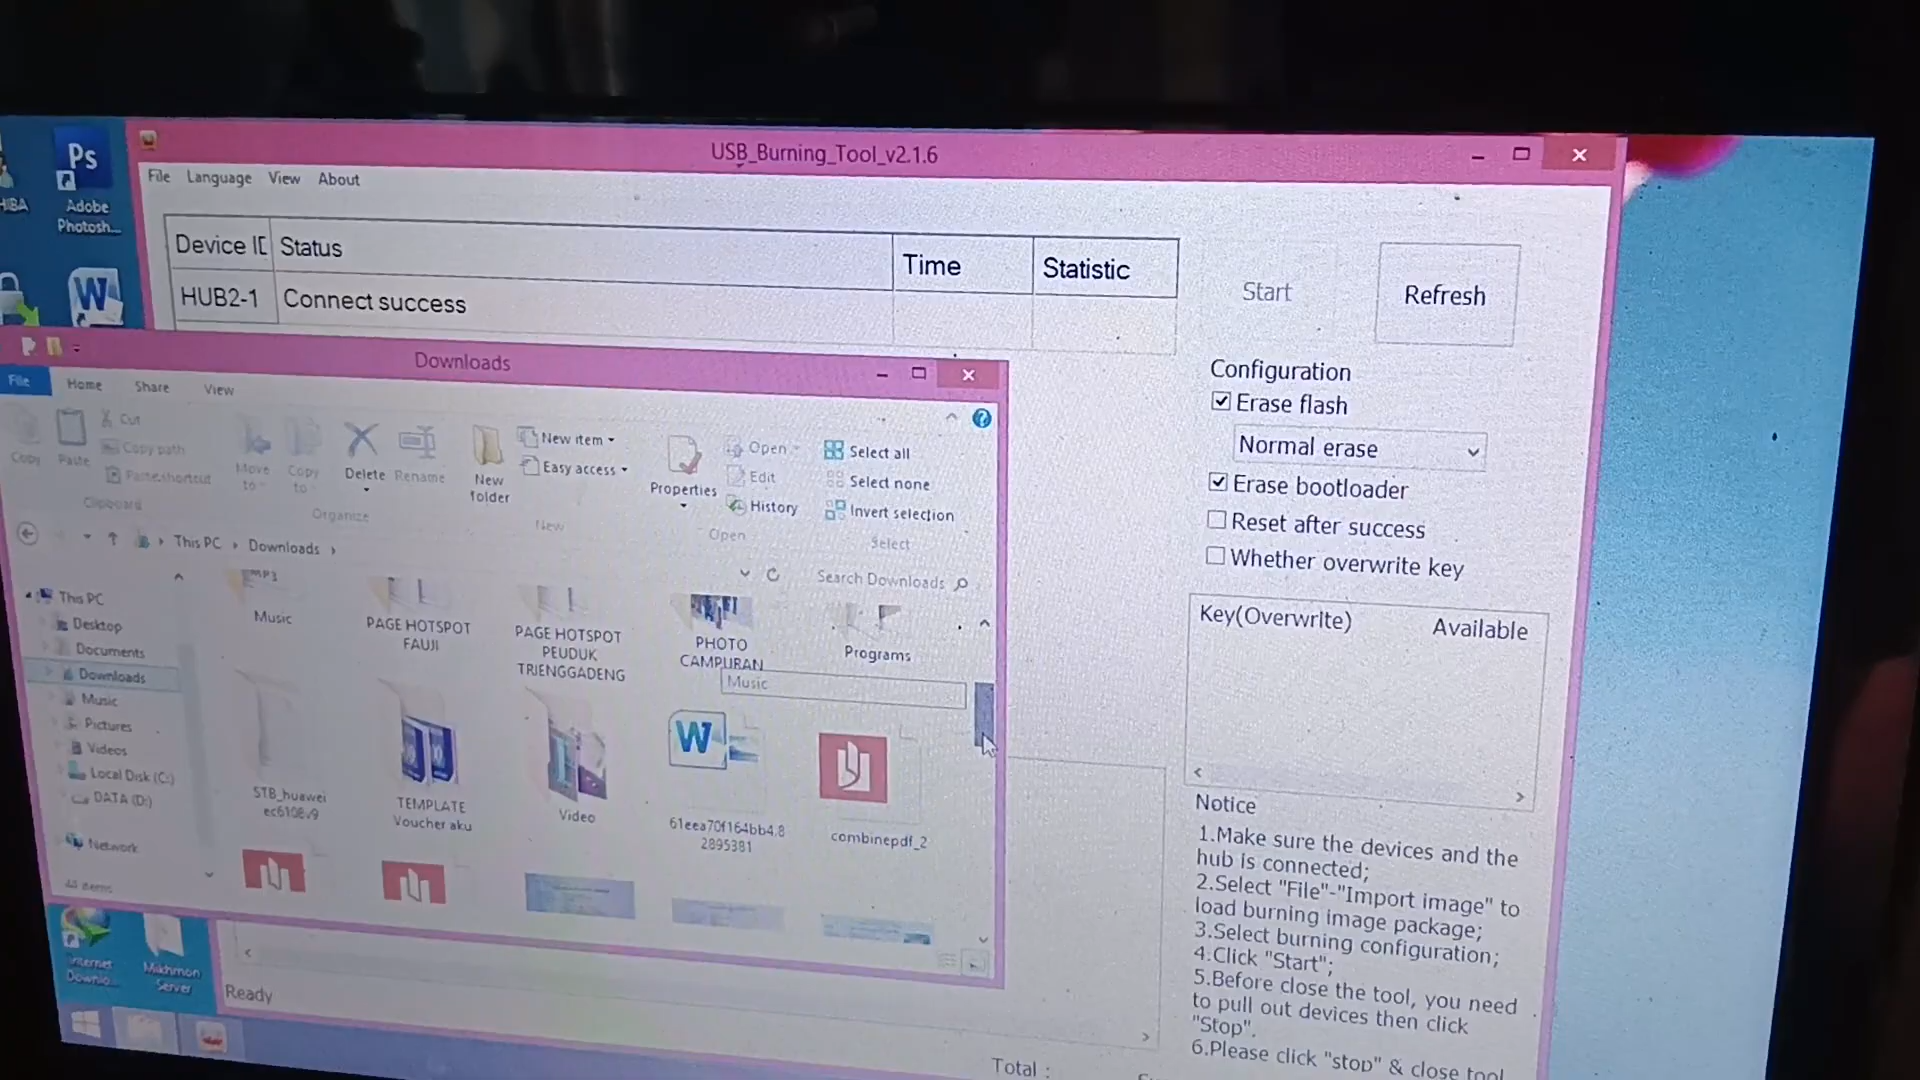 USB_Burning_Tool_v2.1.6
File Language View About
Ps
Adobe
Photosh...
W
Device ID Status Time Statistic
HUB2-1 Connect success
Start
Refresh
Configuration
Erase flash
Normal erase
Erase bootloader
Reset after success
Whether overwrite key
Key(Overwrite) Available
Notice
1.Make sure the devices and the
hub is connected;
2.Select "File"-"Import image" to
load burning image package;
3.Select burning configuration;
4.Click "Start";
5.Before close the tool, you need
to pull out devices then click
"Stop".
6.Please click "stop" & close tool
Downloads
File Home Share View
Copy
Paste
Cut
Copy path
Paste shortcut
Clipboard
Move
to
Copy
to
Delete
Rename
Organize
New
folder
New item
Easy access
New
Properties
Open
Edit
History
Open
Select all
Select none
Invert selection
Select
This PC Downloads
Search Downloads
This PC
Desktop
Documents
Downloads
Music
Pictures
Videos
Local Disk (C:)
DATA (D:)
Network
MP3
Music
PAGE HOTSPOT
FAUJI
PAGE HOTSPOT
PEUDUK
TRIENGGADENG
PHOTO
CAMPURAN
Programs
Music
STB_huawei
ec6108v9
TEMPLATE
Voucher aku
Video
W
61eea70f164bb4.8
2895381
combinepdf_2
Internet
Downlo...
Mikhmon
Server
Ready
Total :